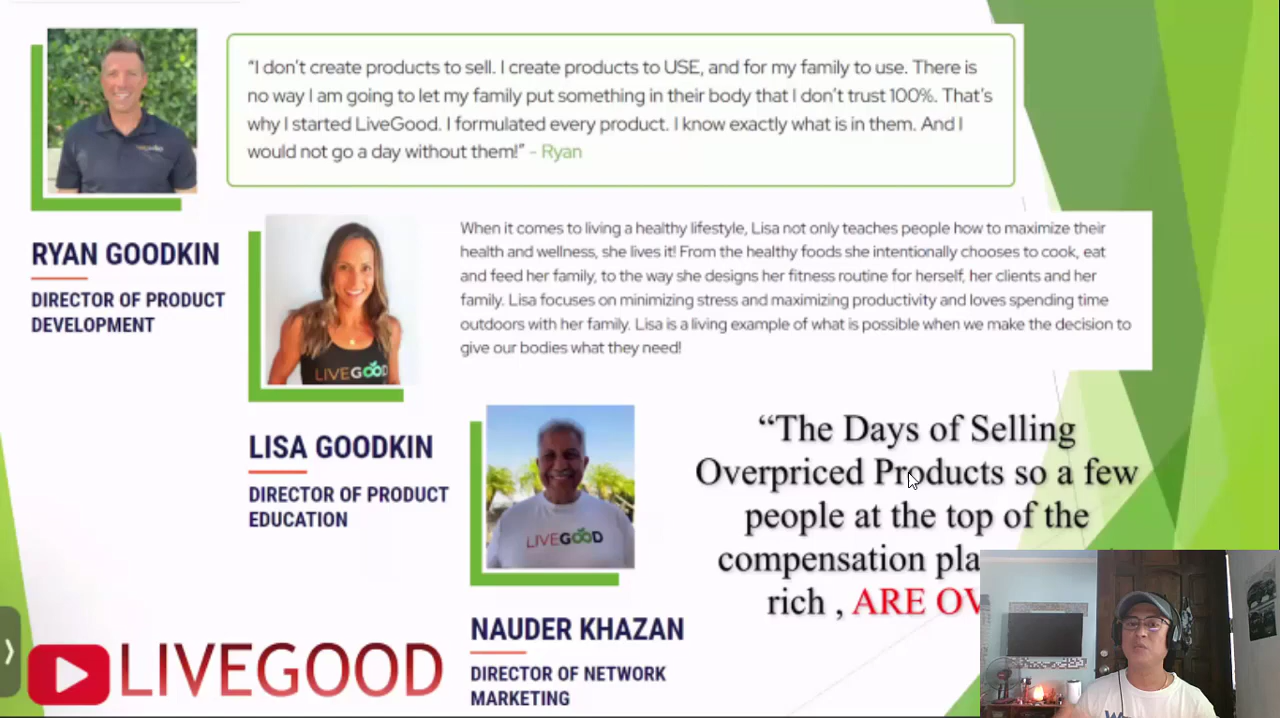 “I don’t create products to sell. I create products to USE, and for my family to use. There is
no way I am going to let my family put something in their body that I don’t trust 100%. That’s
why I started LiveGood. I formulated every product. I know exactly what is in them. And I
would not go a day without them!” - Ryan
RYAN GOODKIN
DIRECTOR OF PRODUCT
DEVELOPMENT
When it comes to living a healthy lifestyle, Lisa not only teaches people how to maximize their
health and wellness, she lives it! From the healthy foods she intentionally chooses to cook, eat
and feed her family, to the way she designs her fitness routine for herself, her clients and her
family. Lisa focuses on minimizing stress and maximizing productivity and loves spending time
outdoors with her family. Lisa is a living example of what is possible when we make the decision to
give our bodies what they need!
LIVEGOOD
LISA GOODKIN
DIRECTOR OF PRODUCT
EDUCATION
LIVEGOOD
NAUDER KHAZAN
DIRECTOR OF NETWORK
MARKETING
“The Days of Selling
Overpriced Products so a few
people at the top of the
compensation
rich , ARE
LIVEGOOD